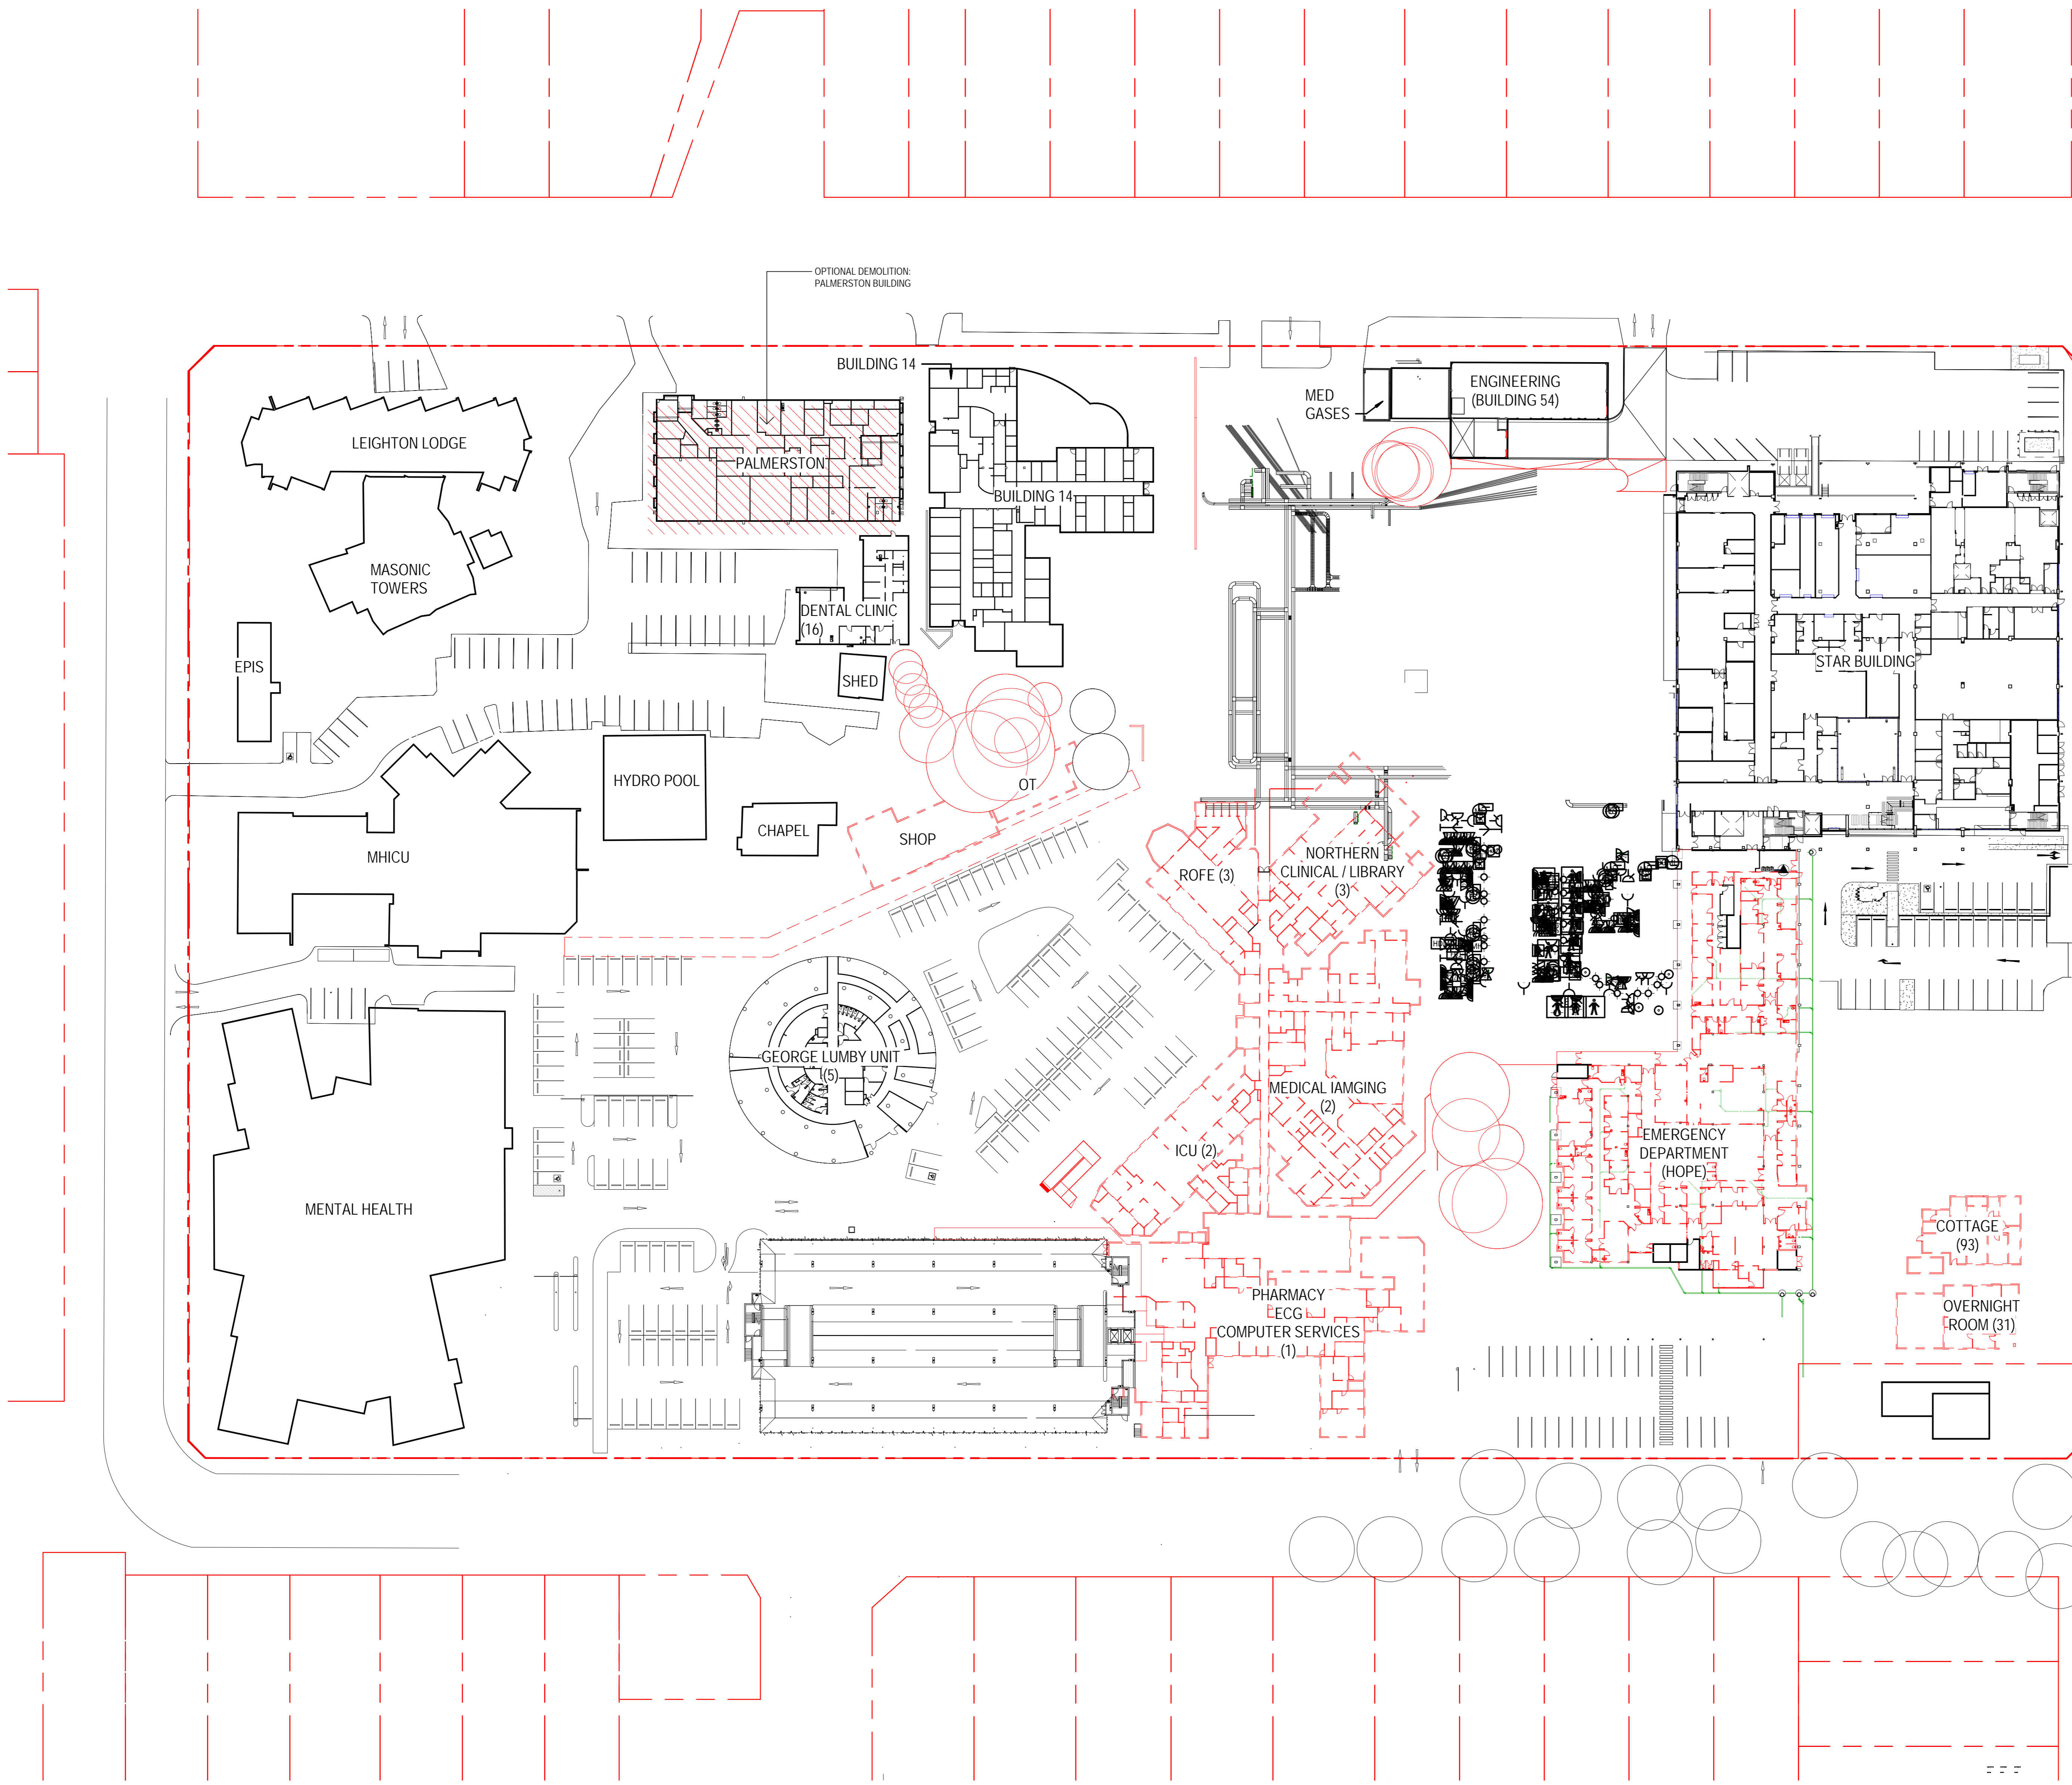 OPTIONAL DEMOLITION:
PALMERSTON BUILDING
BUILDING 14
MED
GASES
ENGINEERING
(BUILDING 54)
LEIGHTON LODGE
PALMERSTON
BUILDING 14
MASONIC
TOWERS
DENTAL CLINIC
(16)
EPIS
SHED
STAR BUILDING
HYDRO POOL
OT
CHAPEL
SHOP
MHICU
ROFE (3)
NORTHERN
CLINICAL / LIBRARY
(3)
GEORGE LUMBY UNIT
(5)
MEDICAL IAMGING
(2)
ICU (2)
EMERGENCY
DEPARTMENT
(HOPE)
MENTAL HEALTH
COTTAGE
(93)
PHARMACY
ECG
COMPUTER SERVICES
(1)
OVERNIGHT
ROOM (31)